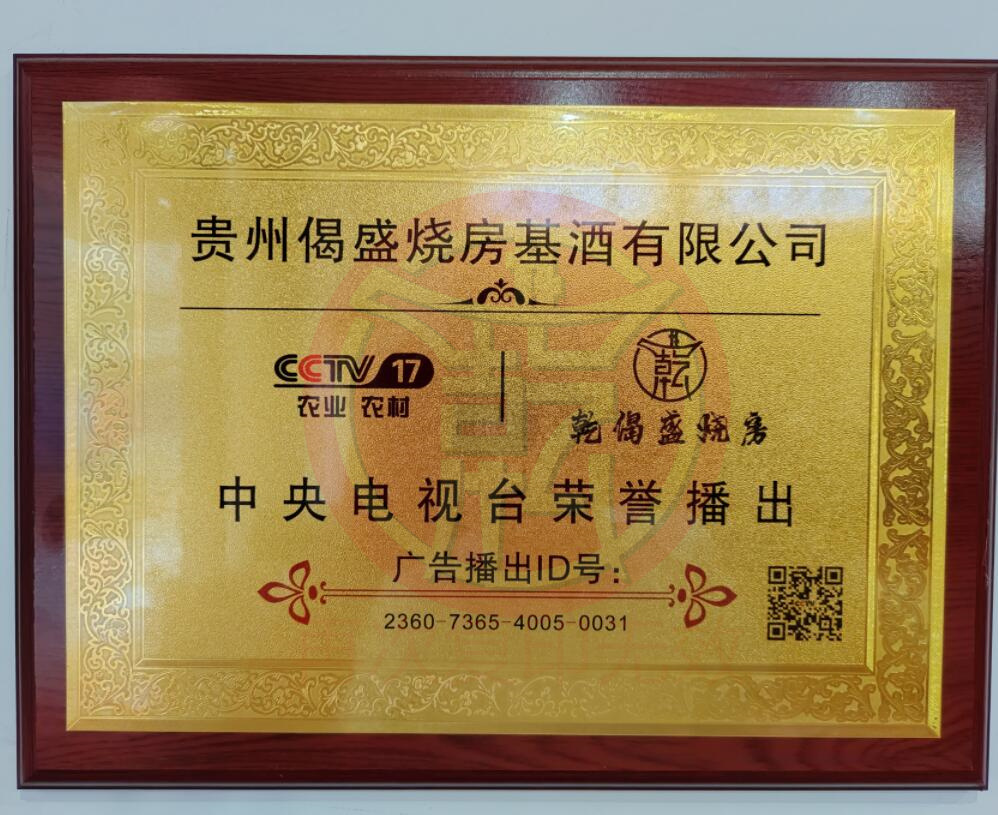 贵州偈盛烧房基酒有限公司
CCTV 17
农业 农村
乾
乾偈盛烧房
中央电视台荣誉播出
广告播出ID号：
2360-7365-4005-0031